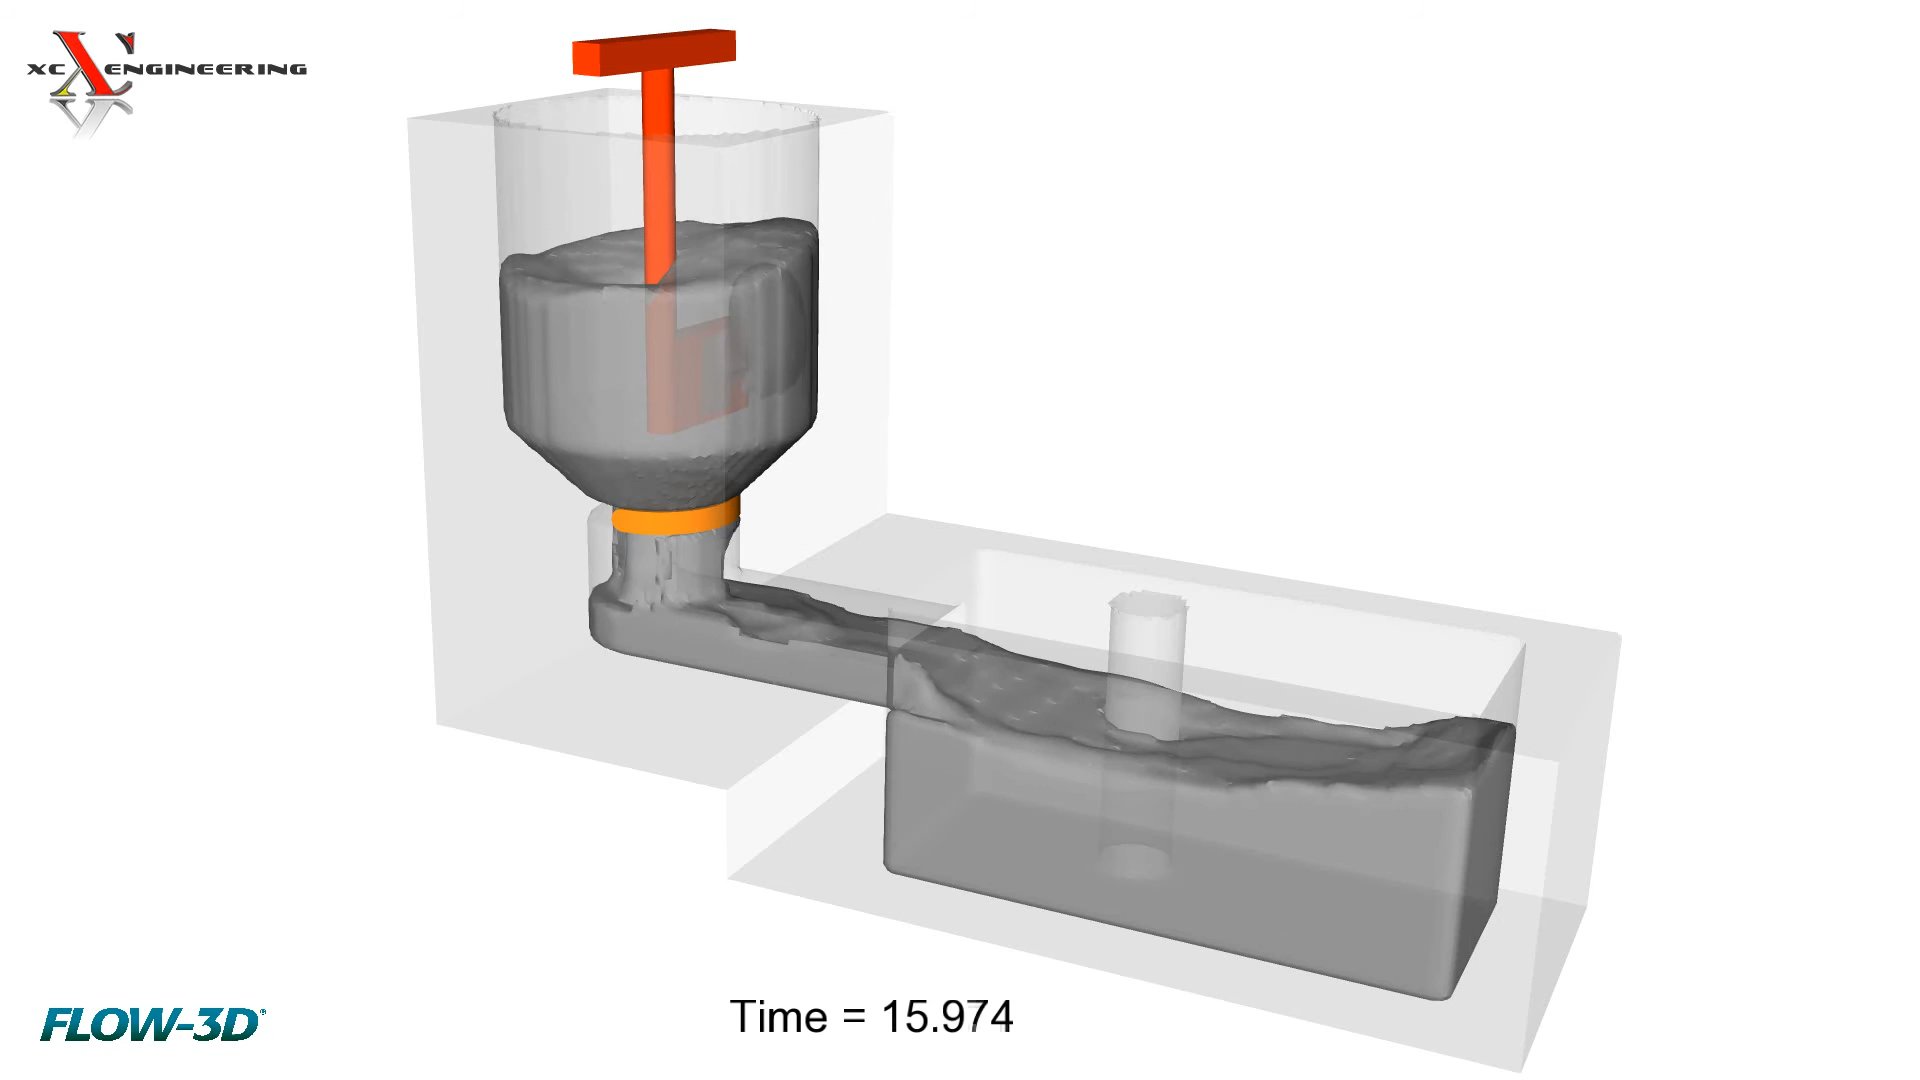 XC ENGINEERING
FLOW-3D®
Time = 15.974